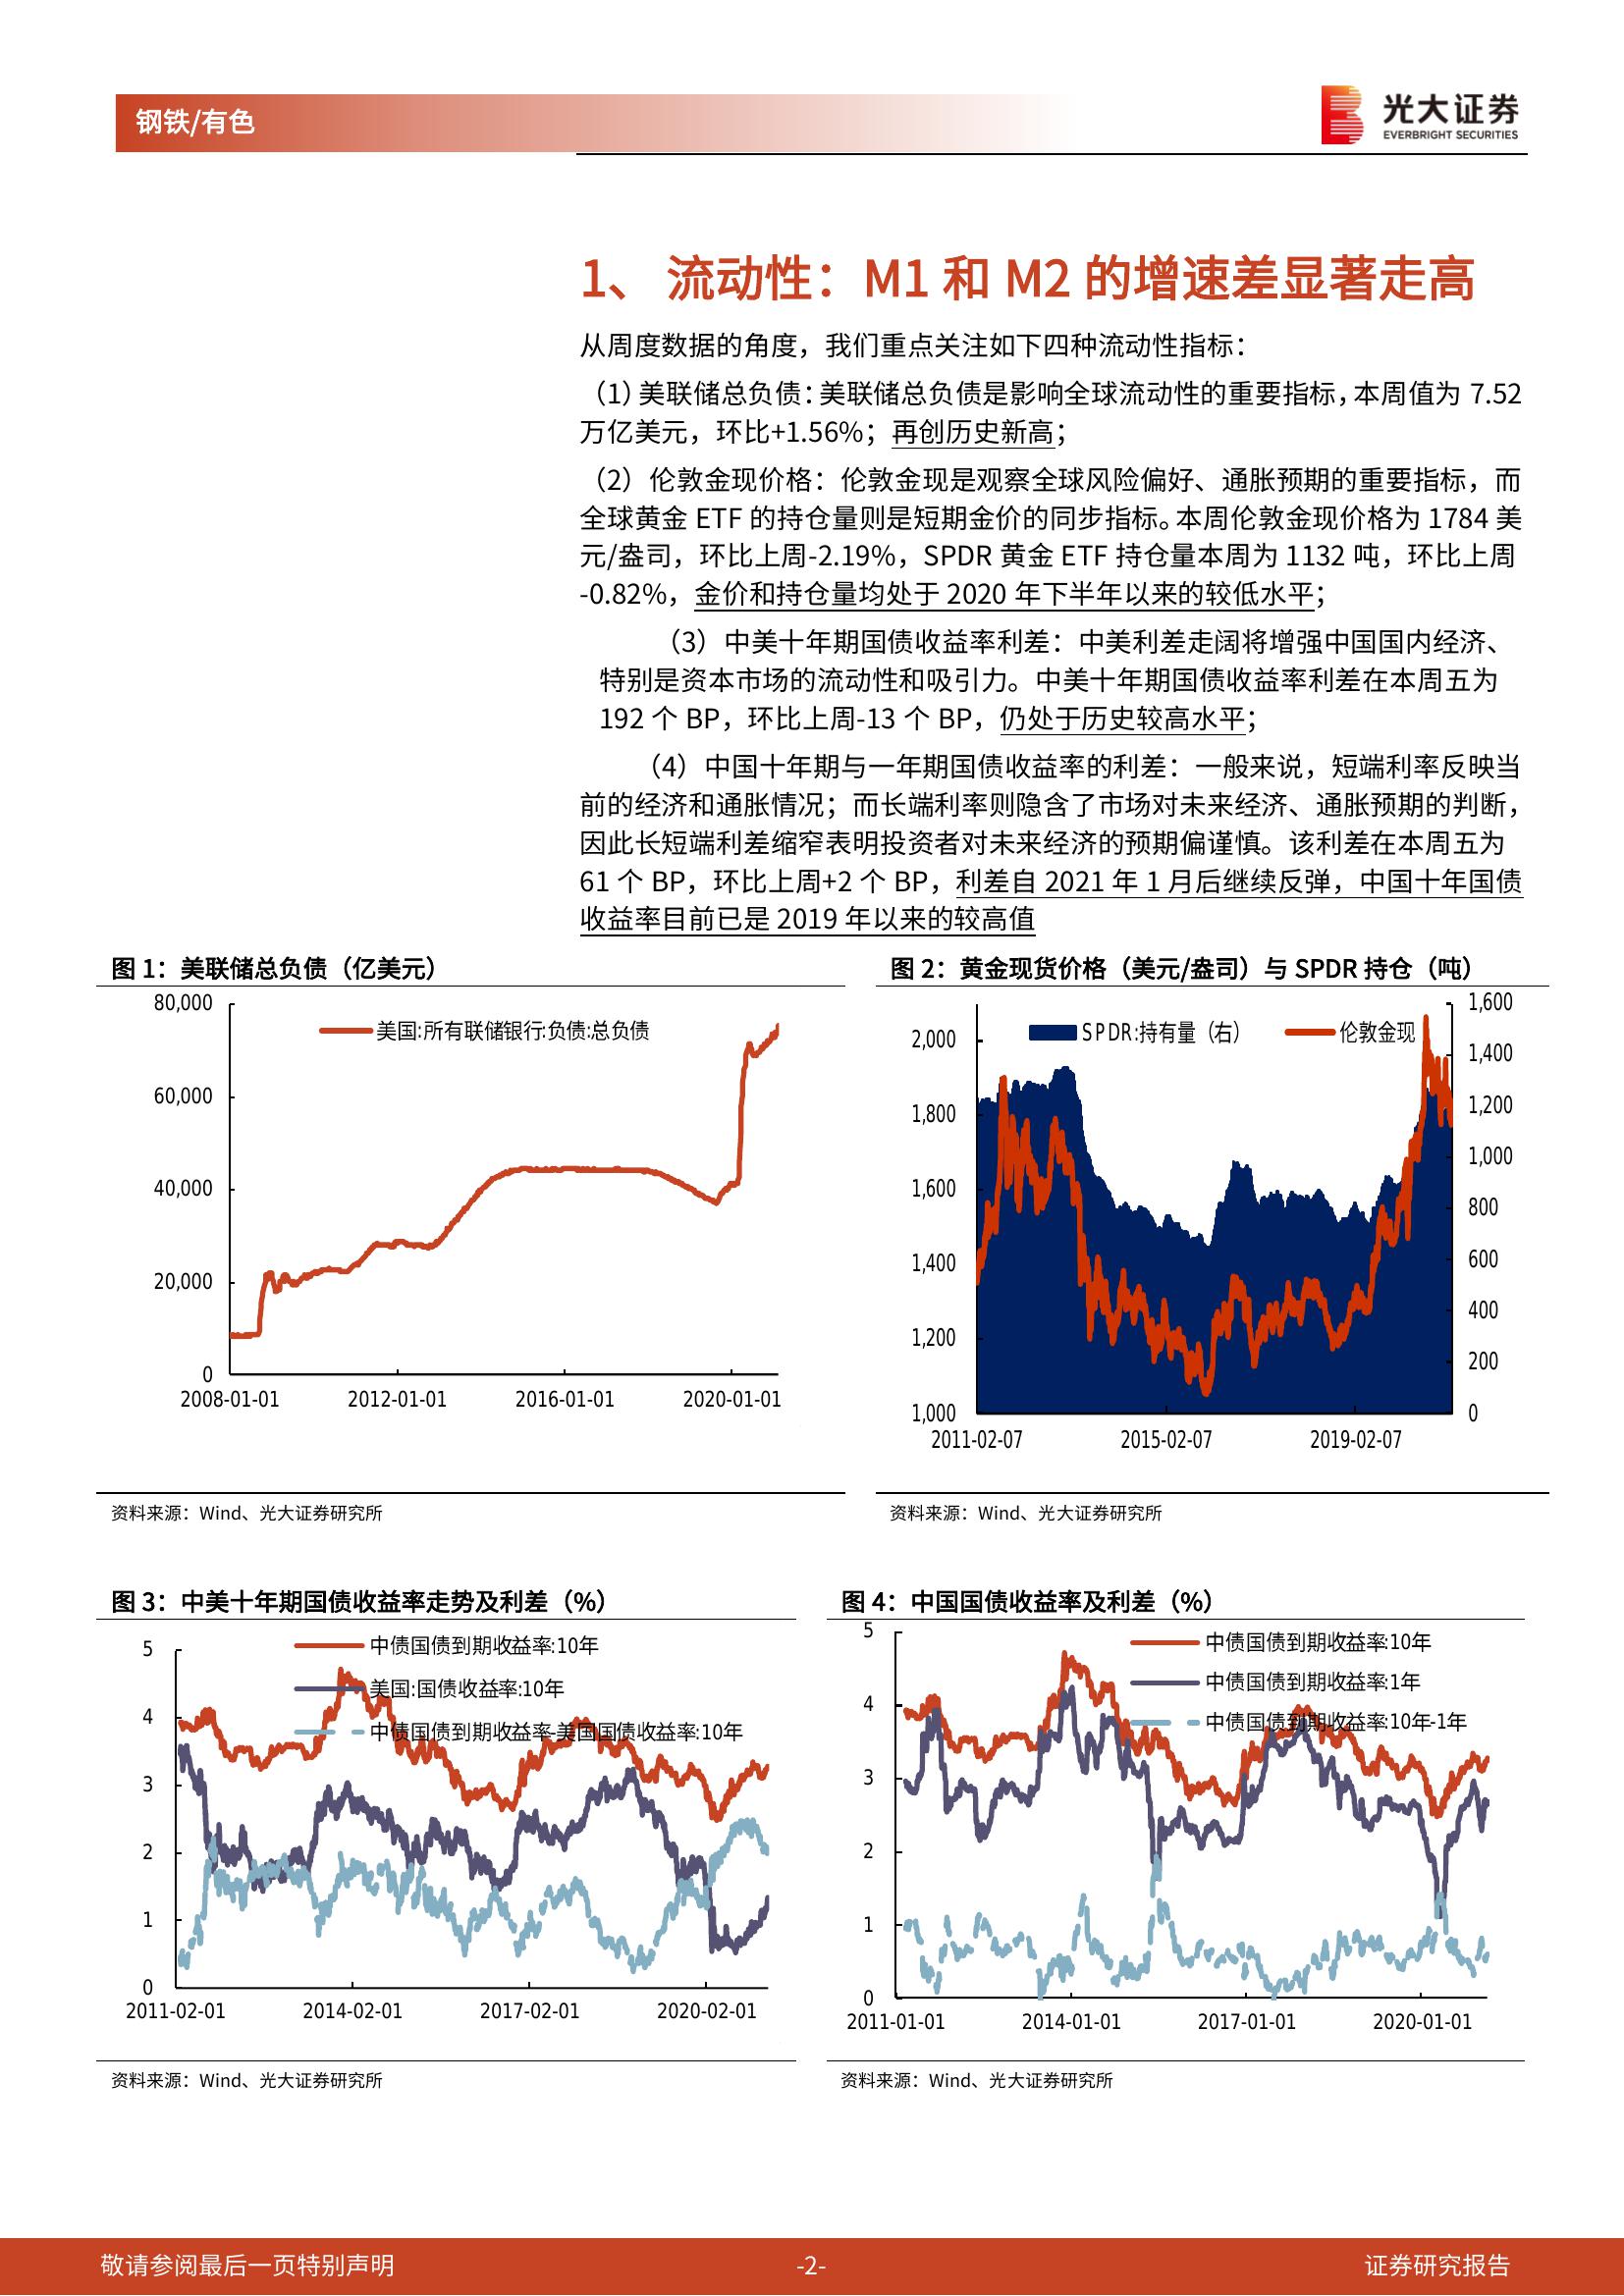 钢铁/有色
光大证券
EVERBRIGHT SECURITIES
1、 流动性：M1 和 M2 的增速差显著走高
从周度数据的角度，我们重点关注如下四种流动性指标：
（1）美联储总负债：美联储总负债是影响全球流动性的重要指标，本周值为 7.52
万亿美元，环比+1.56%；再创历史新高；
（2）伦敦金现价格：伦敦金现是观察全球风险偏好、通胀预期的重要指标，而
全球黄金 ETF 的持仓量则是短期金价的同步指标。本周伦敦金现价格为 1784 美
元/盎司，环比上周-2.19%，SPDR 黄金 ETF 持仓量本周为 1132 吨，环比上周
-0.82%，金价和持仓量均处于 2020 年下半年以来的较低水平；
（3）中美十年期国债收益率利差：中美利差走阔将增强中国国内经济、
特别是资本市场的流动性和吸引力。中美十年期国债收益率利差在本周五为
192 个 BP，环比上周-13 个 BP，仍处于历史较高水平；
（4）中国十年期与一年期国债收益率的利差：一般来说，短端利率反映当
前的经济和通胀情况；而长端利率则隐含了市场对未来经济、通胀预期的判断，
因此长短端利差缩窄表明投资者对未来经济的预期偏谨慎。该利差在本周五为
61 个 BP，环比上周+2 个 BP，利差自 2021 年 1 月后继续反弹，中国十年国债
收益率目前已是 2019 年以来的较高值
图 1：美联储总负债（亿美元）
80,000
美国:所有联储银行:负债:总负债
60,000
40,000
20,000
0
2008-01-01 2012-01-01 2016-01-01 2020-01-01
资料来源：Wind、光大证券研究所
图 2：黄金现货价格（美元/盎司）与 SPDR 持仓（吨）
SPDR:持有量（右） 伦敦金现
2,000
1,800
1,600
1,400
1,200
1,000
1,600
1,400
1,200
1,000
800
600
400
200
0
2011-02-07 2015-02-07 2019-02-07
资料来源：Wind、光大证券研究所
图 3：中美十年期国债收益率走势及利差（%）
中债国债到期收益率:10年
美国:国债收益率:10年
中债国债到期收益率-美国国债收益率:10年
5
4
3
2
1
0
2011-02-01 2014-02-01 2017-02-01 2020-02-01
资料来源：Wind、光大证券研究所
图 4：中国国债收益率及利差（%）
中债国债到期收益率:10年
中债国债到期收益率:1年
中债国债到期收益率:10年-1年
5
4
3
2
1
0
2011-01-01 2014-01-01 2017-01-01 2020-01-01
资料来源：Wind、光大证券研究所
敬请参阅最后一页特别声明 -2- 证券研究报告